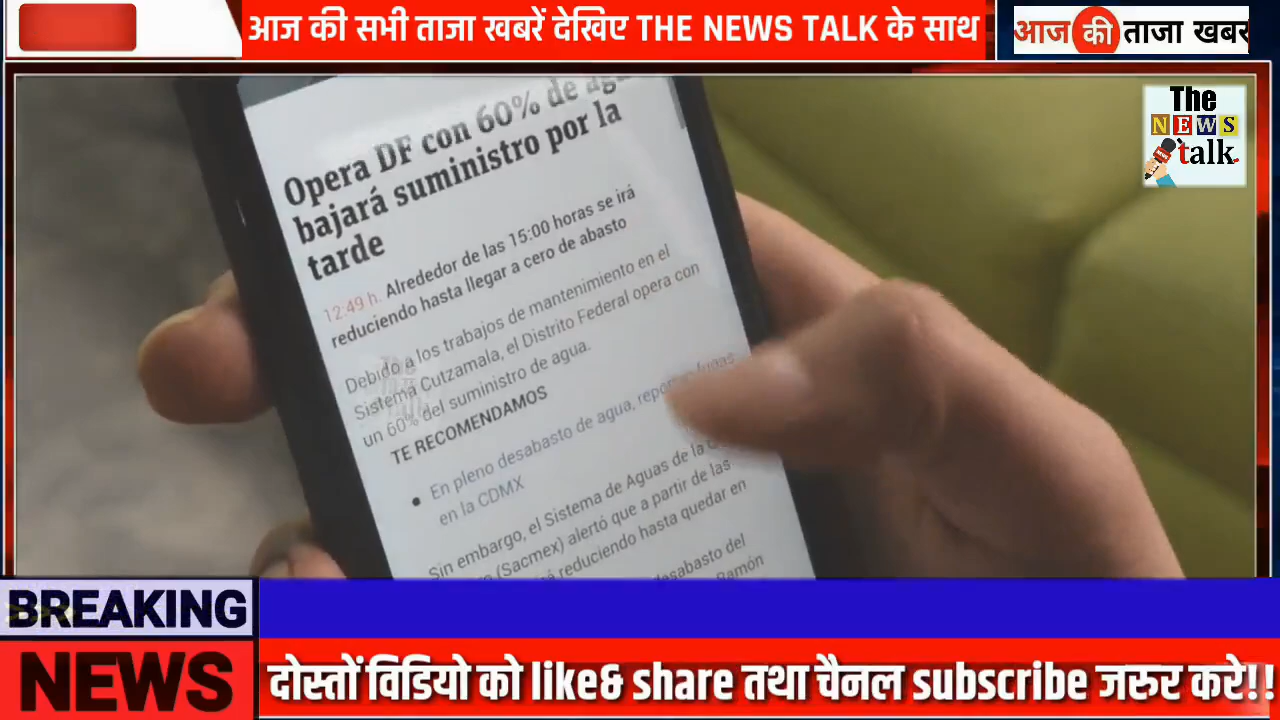 आज की सभी ताजा खबरें देखिए THE NEWS TALK के साथ
आज की ताजा खबर
The
NEWS
talk.
Opera DF con 60% de
bajará suministro por la
tarde
12:49 h. Alrededor de las 15:00 horas se irá
reduciendo hasta llegar a cero de abasto
Debido a los trabajos de mantenimiento en el
Sistema Cutzamala, el Distrito Federal opera con
un 60% del suministro de agua.
TE RECOMENDAMOS
• En pleno desabasto de agua, fugas
en la CDMX
Sin embargo, el Sistema de Aguas de la
(Sacmex) alertó que a partir de las
reduciendo hasta quedar en
desabasto del
Ramón
BREAKING
NEWS
दोस्तों विडियो को like& share तथा चैनल subscribe जरुर करे!!